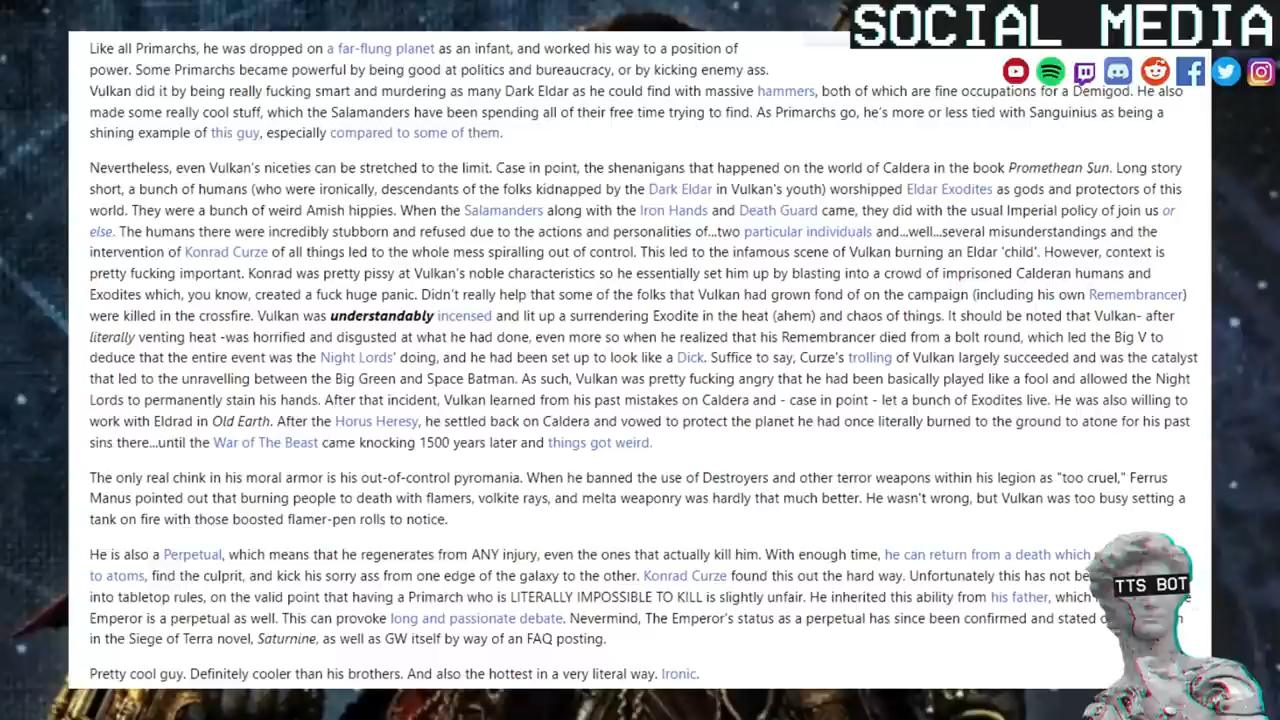 SOCIAL MEDIA
Like all Primarchs, he was dropped on a far-flung planet as an infant, and worked his way to a position of
power. Some Primarchs became powerful by being good at politics and bureaucracy, or by kicking enemy ass.
Vulkan did it by being really fucking smart and murdering as many Dark Eldar as he could find with massive hammers, both of which are fine occupations for a Demigod. He also
made some really cool stuff, which the Salamanders have been spending all of their free time trying to find. As Primarchs go, he's more or less tied with Sanguinius as being a
shining example of this guy, especially compared to some of them.
Nevertheless, even Vulkan's niceties can be stretched to the limit. Case in point, the shenanigans that happened on the world of Caldera in the book Promethean Sun. Long story
short, a bunch of humans (who were ironically, descendants of the folks kidnapped by the Dark Eldar in Vulkan's youth) worshipped Eldar Exodites as gods and protectors of this
world. They were a bunch of weird Amish hippies. When the Salamanders along with the Iron Hands and Death Guard came, they did with the usual Imperial policy of join us or
else. The humans there were incredibly stubborn and refused due to the actions and personalities of...two particular individuals and...well...several misunderstandings and the
intervention of Konrad Curze of all things led to the whole mess spiralling out of control. This led to the infamous scene of Vulkan burning an Eldar 'child'. However, context is
pretty fucking important. Konrad was pretty pissy at Vulkan's noble characteristics so he essentially set him up by blasting into a crowd of imprisoned Calderan humans and
Exodites which, you know, created a fuck huge panic. Didn't really help that some of the folks that Vulkan had grown fond of on the campaign (including his own Remembrancer)
were killed in the crossfire. Vulkan was understandably incensed and lit up a surrendering Exodite in the heat (ahem) and chaos of things. It should be noted that Vulkan- after
literally venting heat -was horrified and disgusted at what he had done, even more so when he realized that his Remembrancer died from a bolt round, which led the Big V to
deduce that the entire event was the Night Lords' doing, and he had been set up to look like a Dick. Suffice to say, Curze's trolling of Vulkan largely succeeded and was the catalyst
that led to the unravelling between the Big Green and Space Batman. As such, Vulkan was pretty fucking angry that he had been basically played like a fool and allowed the Night
Lords to permanently stain his hands. After that incident, Vulkan learned from his past mistakes on Caldera and - case in point - let a bunch of Exodites live. He was also willing to
work with Eldrad in Old Earth. After the Horus Heresy, he settled back on Caldera and vowed to protect the planet he had once literally burned to the ground to atone for his past
sins there...until the War of The Beast came knocking 1500 years later and things got weird.
The only real chink in his moral armor is his out-of-control pyromania. When he banned the use of Destroyers and other terror weapons within his legion as "too cruel," Ferrus
Manus pointed out that burning people to death with flamers, volkite rays, and melta weaponry was hardly that much better. He wasn't wrong, but Vulkan was too busy setting a
tank on fire with those boosted flamer-pen rolls to notice.
He is also a Perpetual, which means that he regenerates from ANY injury, even the ones that actually kill him. With enough time, he can return from a death which
to atoms, find the culprit, and kick his sorry ass from one edge of the galaxy to the other. Konrad Curze found this out the hard way. Unfortunately this has not be
into tabletop rules, on the valid point that having a Primarch who is LITERALLY IMPOSSIBLE TO KILL is slightly unfair. He inherited this ability from his father, which
Emperor is a perpetual as well. This can provoke long and passionate debate. Nevermind, The Emperor's status as a perpetual has since been confirmed and stated
in the Siege of Terra novel, Saturnine, as well as GW itself by way of an FAQ posting.
Pretty cool guy. Definitely cooler than his brothers. And also the hottest in a very literal way. Ironic.
TTS BOT